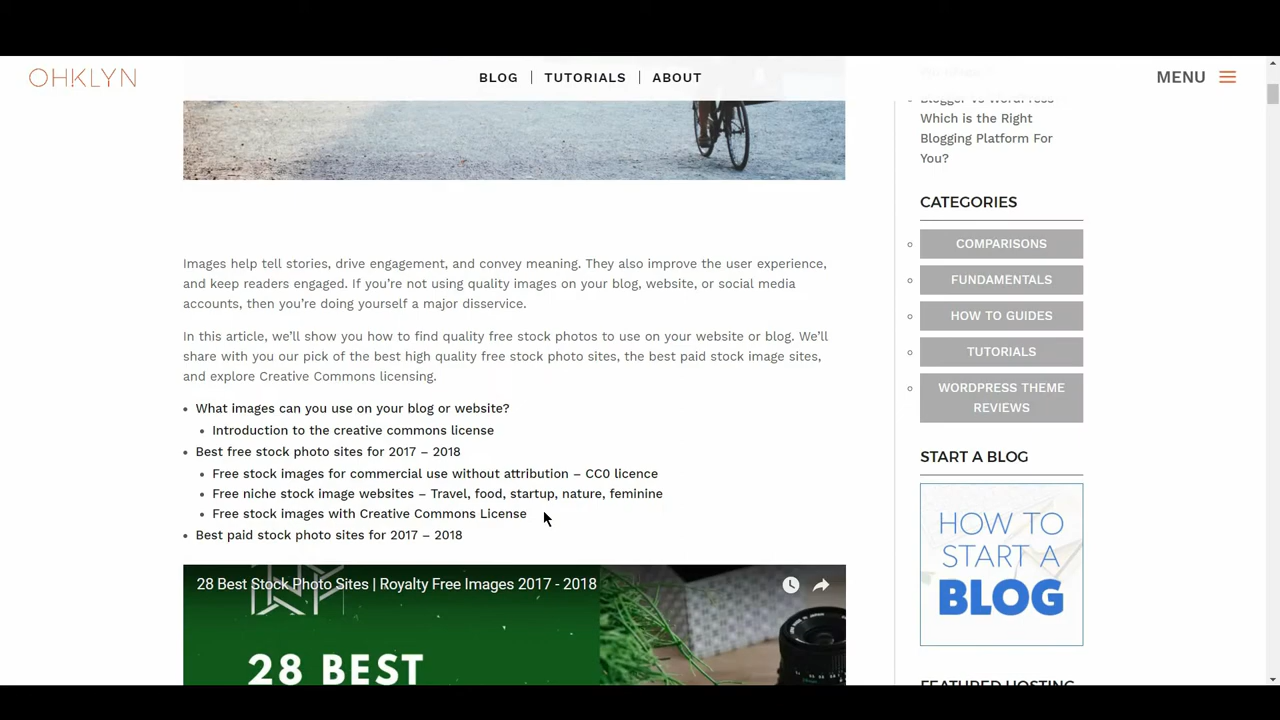 OHKLYN
BLOG
TUTORIALS
ABOUT
MENU
Images help tell stories, drive engagement, and convey meaning. They also improve the user experience,
and keep readers engaged. If you're not using quality images on your blog, website, or social media
accounts, then you're doing yourself a major disservice.
In this article, we'll show you how to find quality free stock photos to use on your website or blog. We'll
share with you our pick of the best high quality free stock photo sites, the best paid stock image sites,
and explore Creative Commons licensing.
What images can you use on your blog or website?
Introduction to the creative commons license
Best free stock photo sites for 2017 – 2018
Free stock images for commercial use without attribution – CC0 licence
Free niche stock image websites – Travel, food, startup, nature, feminine
Free stock images with Creative Commons License
Best paid stock photo sites for 2017 – 2018
28 Best Stock Photo Sites | Royalty Free Images 2017 - 2018
28 BEST
Blogger vs WordPress
Which is the Right
Blogging Platform For
You?
CATEGORIES
COMPARISONS
FUNDAMENTALS
HOW TO GUIDES
TUTORIALS
WORDPRESS THEME
REVIEWS
START A BLOG
HOW TO
START A
BLOG
FEATURED HOSTING